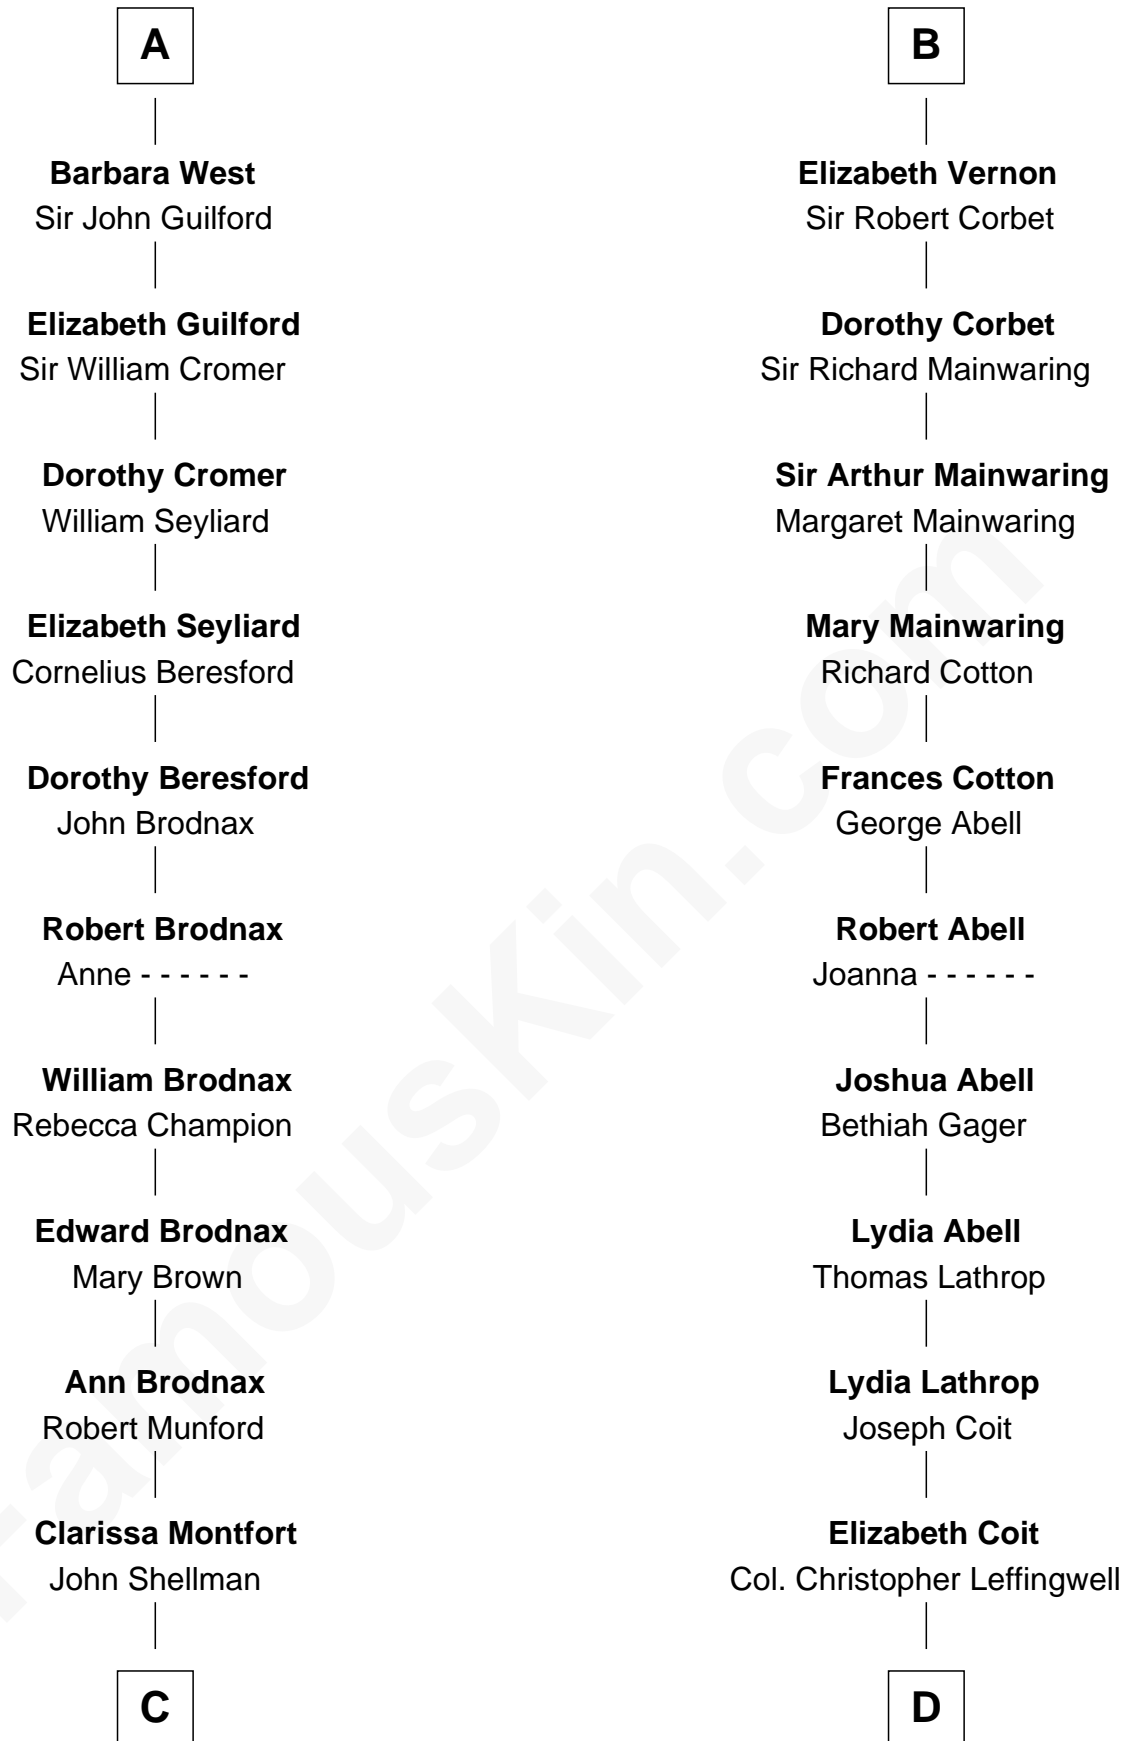 A
Barbara West
Sir John Guilford
Elizabeth Guilford
Sir William Cromer
Dorothy Cromer
William Seyliard
Elizabeth Seyliard
Cornelius Beresford
Dorothy Beresford
John Brodnax
Robert Brodnax
Anne - - - - - -
William Brodnax
Rebecca Champion
Edward Brodnax
Mary Brown
Ann Brodnax
Robert Munford
Clarissa Montfort
John Shellman
C
B
Elizabeth Vernon
Sir Robert Corbet
Dorothy Corbet
Sir Richard Mainwaring
Sir Arthur Mainwaring
Margaret Mainwaring
Mary Mainwaring
Richard Cotton
Frances Cotton
George Abell
Robert Abell
Joanna - - - - - -
Joshua Abell
Bethiah Gager
Lydia Abell
Thomas Lathrop
Lydia Lathrop
Joseph Coit
Elizabeth Coit
Col. Christopher Leffingwell
D
FamousKin.com